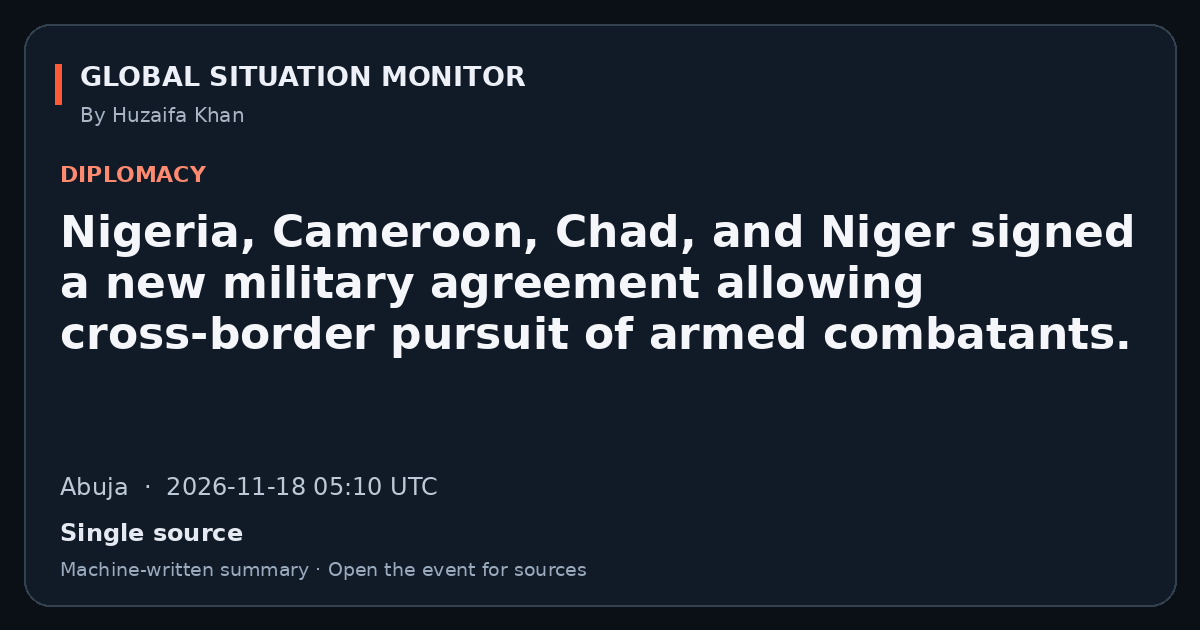 GLOBAL SITUATION MONITOR
By Huzaifa Khan
DIPLOMACY
Nigeria, Cameroon, Chad, and Niger signed
a new military agreement allowing
cross-border pursuit of armed combatants.
Abuja · 2026-11-18 05:10 UTC
Single source
Machine-written summary · Open the event for sources